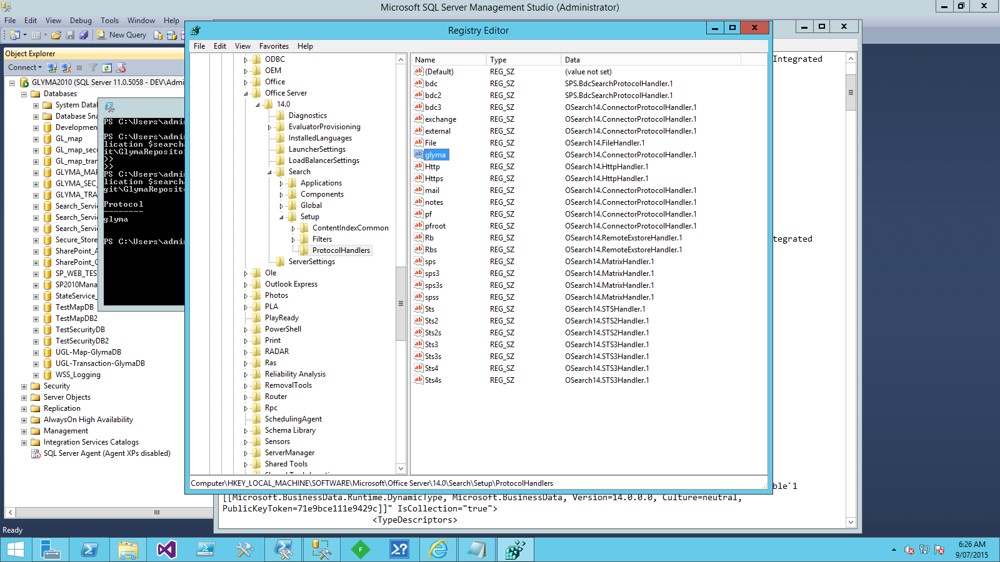 Microsoft SQL Server Management Studio (Administrator)
File Edit View Debug Tools Window Help
New Query
Object Explorer
Connect
GLYMA2010 (SQL Server 11.0.5058 - DEV\Admi
Databases
System Datab
Database Sna
Developmen
GL_map
GL_map_secu
GL_map_tran
GLYMA_MAP
GLYMA_SEC_
GLYMA_TRA
Search_Servi
Search_Servi
Search_Servi
Secure_Store
SharePoint_A
SharePoint_C
SP_WEB_TEST
SP2010Mana
StateService_
TestMapDB
TestMapDB2
TestSecurityDB
TestSecurityDB2
UGL-Map-GlymaDB
UGL-Transaction-GlymaDB
WSS_Logging
Security
Server Objects
Replication
AlwaysOn High Availability
Management
Integration Services Catalogs
SQL Server Agent (Agent XPs disabled)
Ready
PS C:\Users\admin
PS C:\Users\admin
lication $search
it\GlymaReposito
>>
>>
PS C:\Users\admin
lication $search
git\GlymaReposit
Protocol
--------
glyma
PS C:\Users\admin
Registry Editor
File Edit View Favorites Help
ODBC
OEM
Office
Office Server
14.0
Diagnostics
EvaluatorProvisioning
InstalledLanguages
LauncherSettings
LoadBalancerSettings
Search
Applications
Components
Global
Setup
ContentIndexCommon
Filters
ProtocolHandlers
ServerSettings
Ole
Outlook Express
Photos
PLA
PlayReady
PowerShell
Print
RADAR
Ras
Reliability Analysis
RemovalTools
Router
Rpc
SchedulingAgent
Schema Library
Sensors
ServerManager
Shared Tools
Name Type Data
(Default) REG_SZ (value not set)
bdc REG_SZ SPS.BdcSearchProtocolHandler.1
bdc2 REG_SZ SPS.BdcSearchProtocolHandler.1
bdc3 REG_SZ OSearch14.ConnectorProtocolHandler.1
exchange REG_SZ OSearch14.ConnectorProtocolHandler.1
external REG_SZ OSearch14.ConnectorProtocolHandler.1
File REG_SZ OSearch14.FileHandler.1
glyma REG_SZ OSearch14.ConnectorProtocolHandler.1
Http REG_SZ OSearch14.HttpHandler.1
Https REG_SZ OSearch14.HttpHandler.1
mail REG_SZ OSearch14.ConnectorProtocolHandler.1
notes REG_SZ OSearch14.ConnectorProtocolHandler.1
pf REG_SZ OSearch14.ConnectorProtocolHandler.1
pfroot REG_SZ OSearch14.ConnectorProtocolHandler.1
Rb REG_SZ OSearch14.RemoteExstoreHandler.1
Rbs REG_SZ OSearch14.RemoteExstoreHandler.1
sps REG_SZ OSearch14.MatrixHandler.1
sps3 REG_SZ OSearch14.MatrixHandler.1
sps3s REG_SZ OSearch14.MatrixHandler.1
spss REG_SZ OSearch14.MatrixHandler.1
Sts REG_SZ OSearch14.STSHandler.1
Sts2 REG_SZ OSearch14.STS2Handler.1
Sts2s REG_SZ OSearch14.STS2Handler.1
Sts3 REG_SZ OSearch14.STS3Handler.1
Sts3s REG_SZ OSearch14.STS3Handler.1
Sts4 REG_SZ OSearch14.STS3Handler.1
Sts4s REG_SZ OSearch14.STS3Handler.1
Computer\HKEY_LOCAL_MACHINE\SOFTWARE\Microsoft\Office Server\14.0\Search\Setup\ProtocolHandlers
Integrated
tegrated
ble`1
[[Microsoft.BusinessData.Runtime.DynamicType, Microsoft.BusinessData, Version=14.0.0.0, Culture=neutral,
PublicKeyToken=71e9bce111e9429c]]" IsCollection="true">
<TypeDescriptors>
6:26 AM
9/07/2015